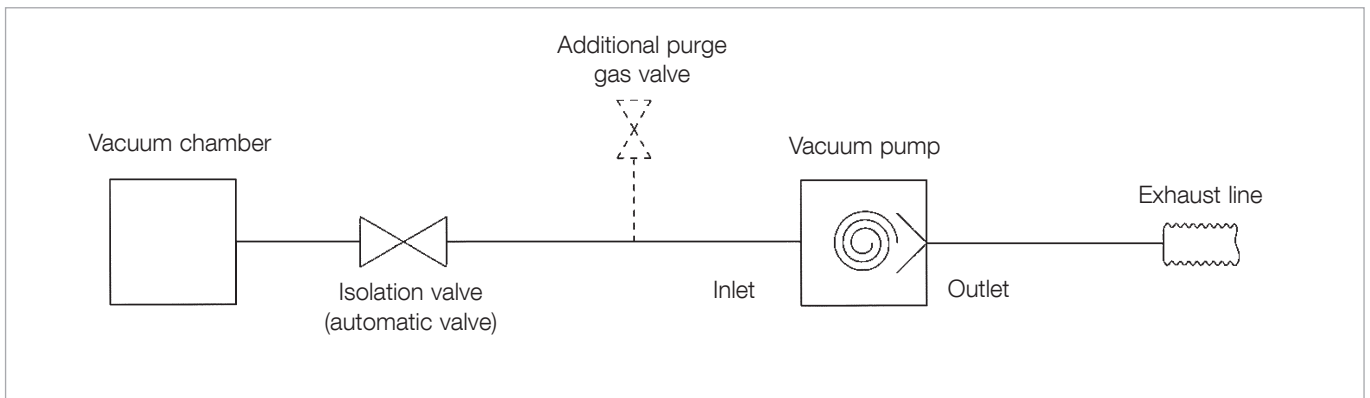 Additional purge
gas valve
Vacuum chamber
Vacuum pump
Exhaust line
Isolation valve
(automatic valve)
Inlet
Outlet